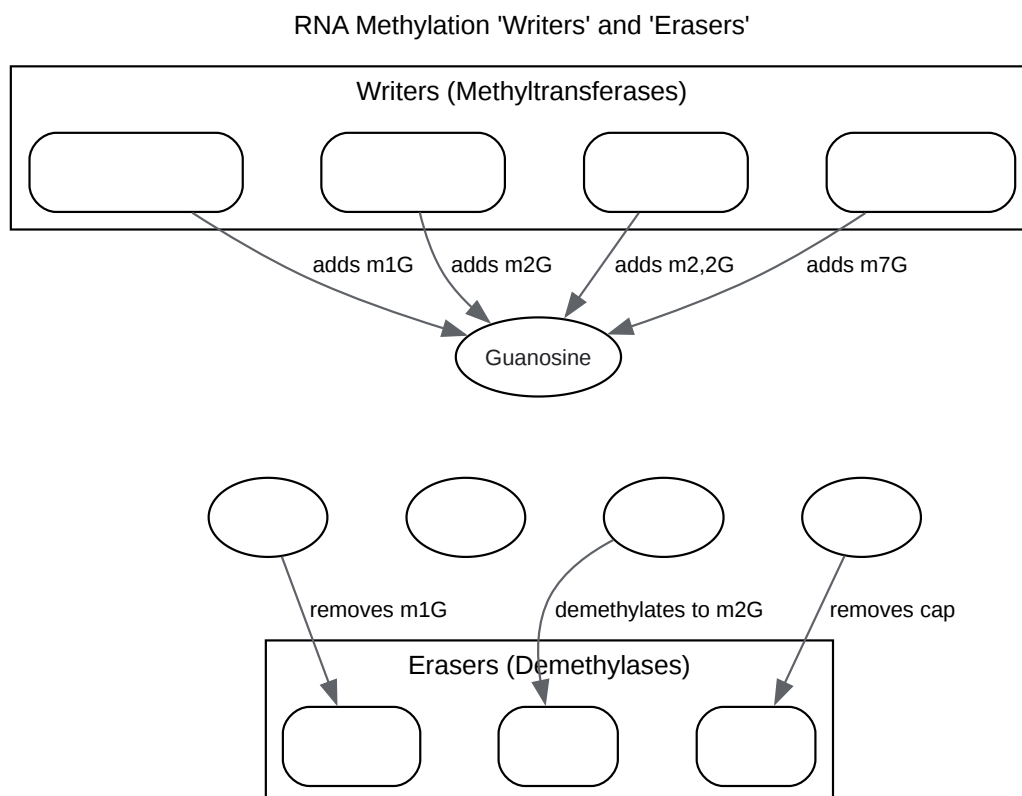 RNA Methylation 'Writers' and 'Erasers'
Writers (Methyltransferases)
adds m1G
adds m2G
adds m2,2G
adds m7G
Guanosine
removes m1G
demethylates to m2G
removes cap
Erasers (Demethylases)